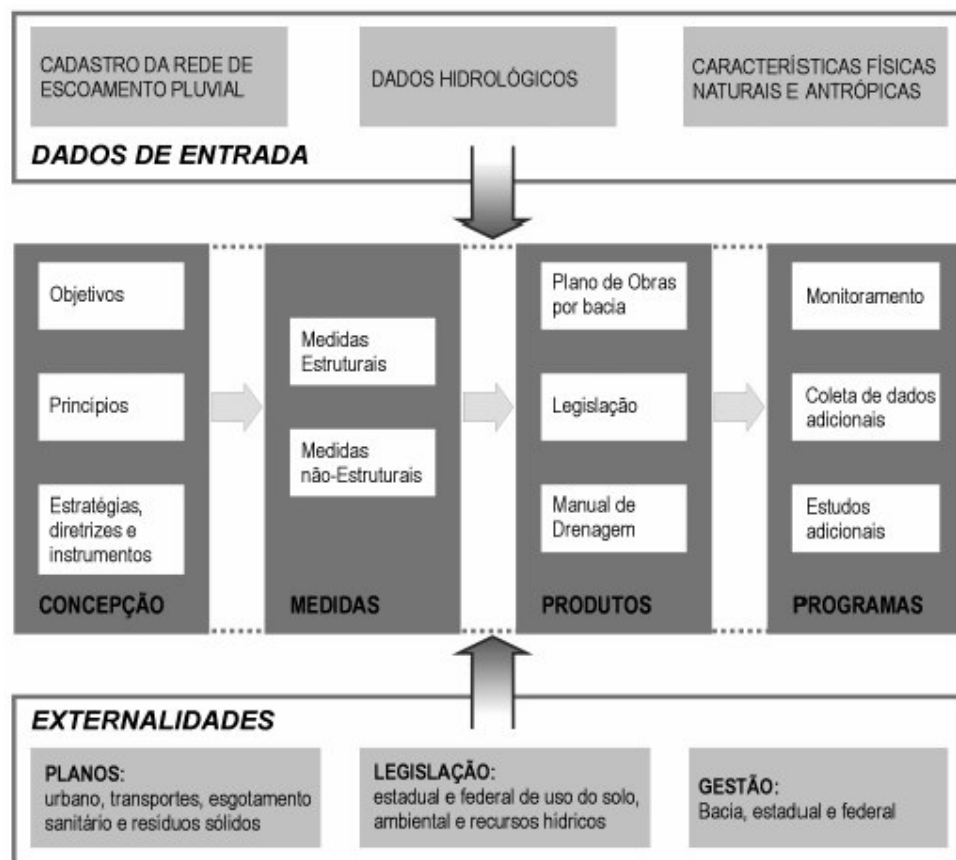 CADASTRO DA REDE DE
ESCOAMENTO PLUVIAL
DADOS HIDROLÓGICOS
CARACTERÍSTICAS FÍSICAS
NATURAIS E ANTRÓPICAS
DADOS DE ENTRADA
Objetivos
Princípios
Estratégias,
diretrizes e
instrumentos
CONCEPÇÃO
Medidas
Estruturais
Medidas
não-Estruturais
MEDIDAS
Plano de Obras
por bacia
Legislação
Manual de
Drenagem
PRODUTOS
Monitoramento
Coleta de dados
adicionais
Estudos
adicionais
PROGRAMAS
EXTERNALIDADES
PLANOS:
urbano, transportes, esgotamento
sanitário e resíduos sólidos
LEGISLAÇÃO:
estadual e federal de uso do solo,
ambiental e recursos hídricos
GESTÃO:
Bacia, estadual e federal